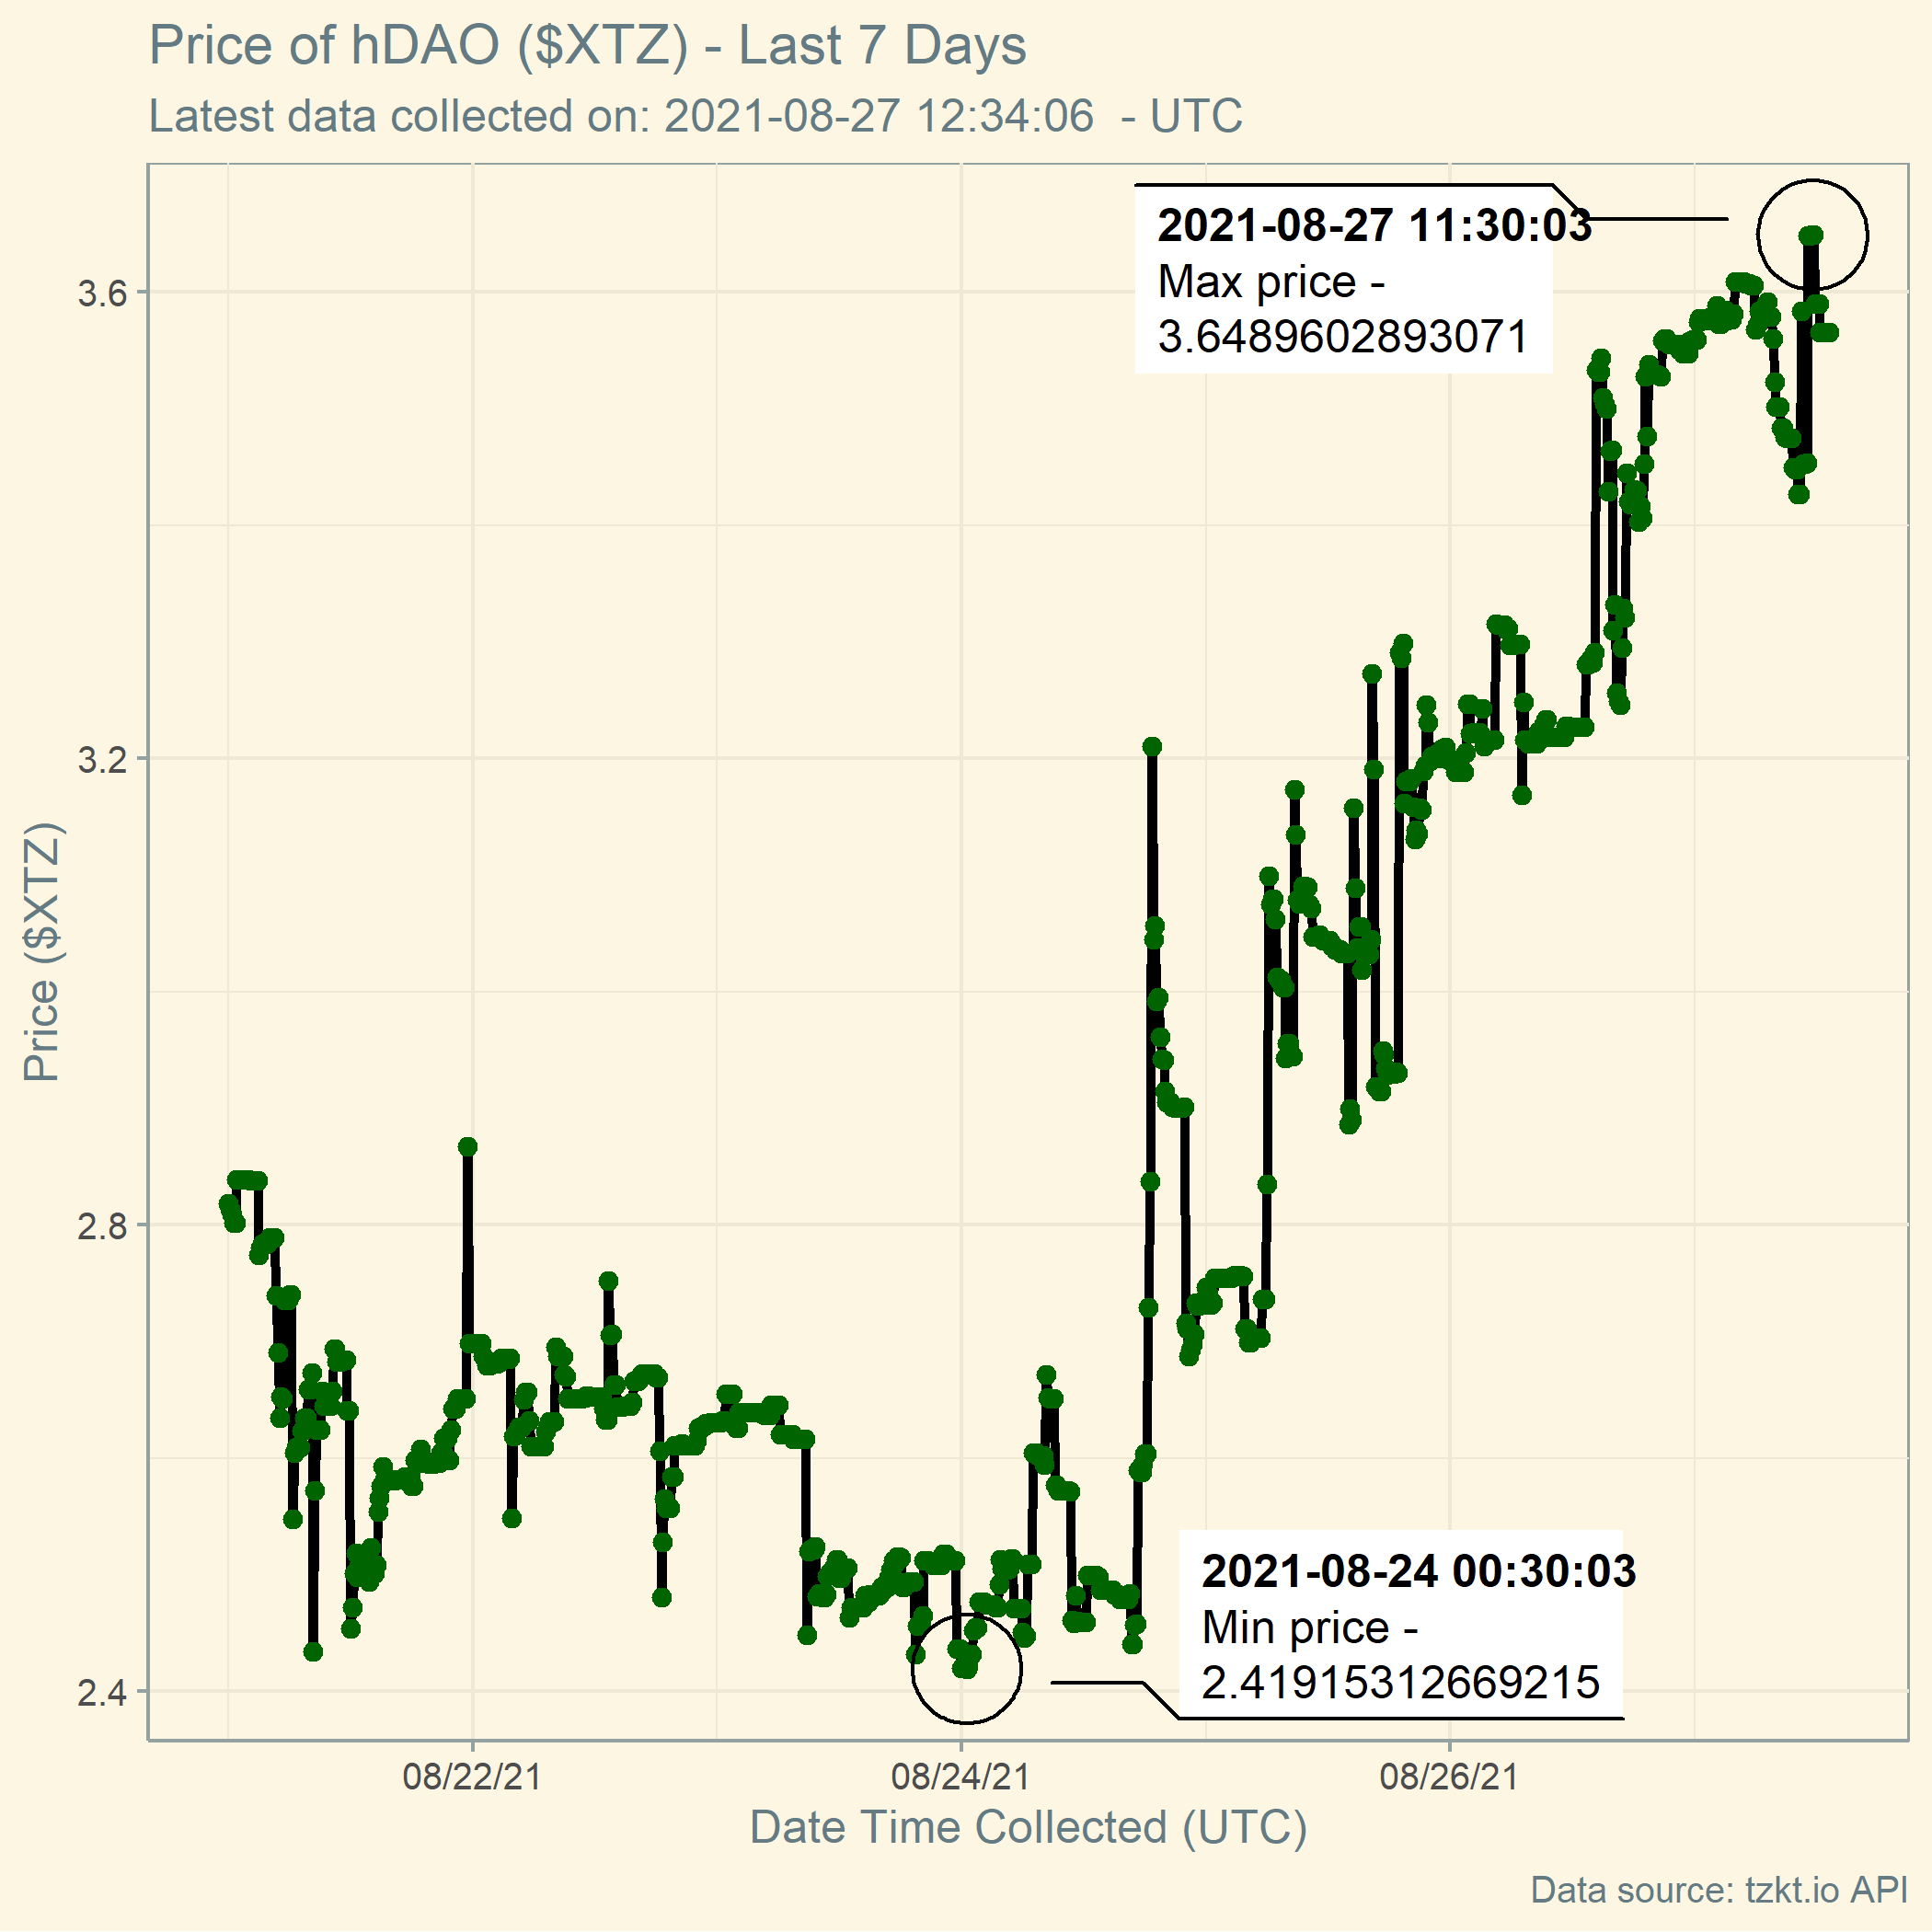 Price of hDAO ($XTZ) - Last 7 Days
Latest data collected on: 2021-08-27 12:34:06  - UTC
2021-08-27 11:30:03
Max price -
3.6489602893071
3.6
3.2
2.8
2.4
Price ($XTZ)
2021-08-24 00:30:03
Min price -
2.41915312669215
08/22/21
08/24/21
08/26/21
Date Time Collected (UTC)
Data source: tzkt.io API